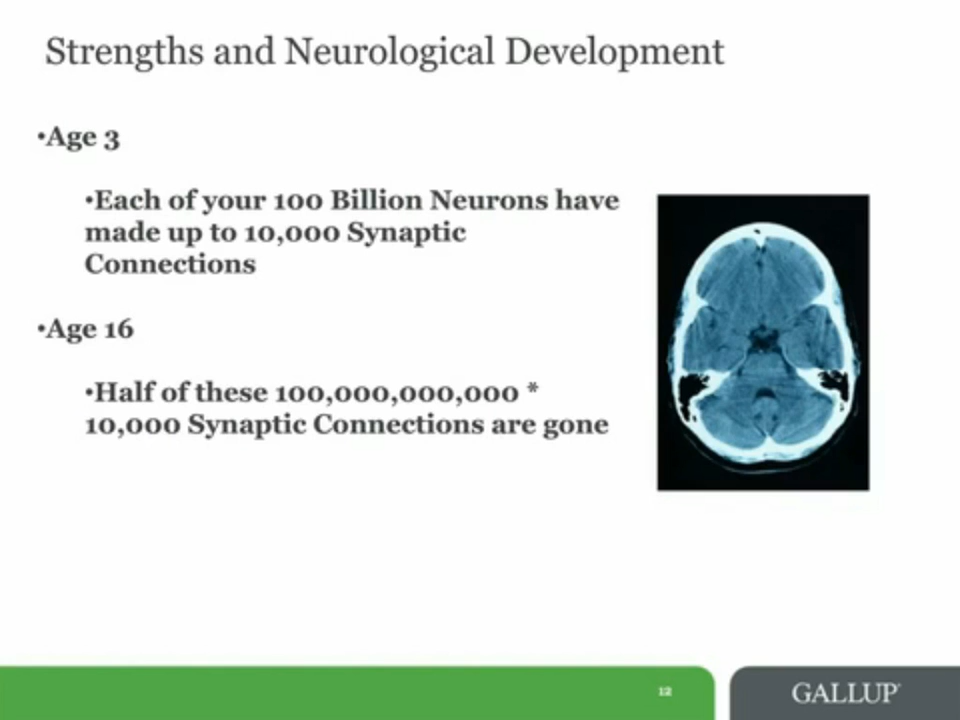 Strengths and Neurological Development
•Age 3
•Each of your 100 Billion Neurons have
made up to 10,000 Synaptic
Connections
•Age 16
•Half of these 100,000,000,000 *
10,000 Synaptic Connections are gone
12
GALLUP®